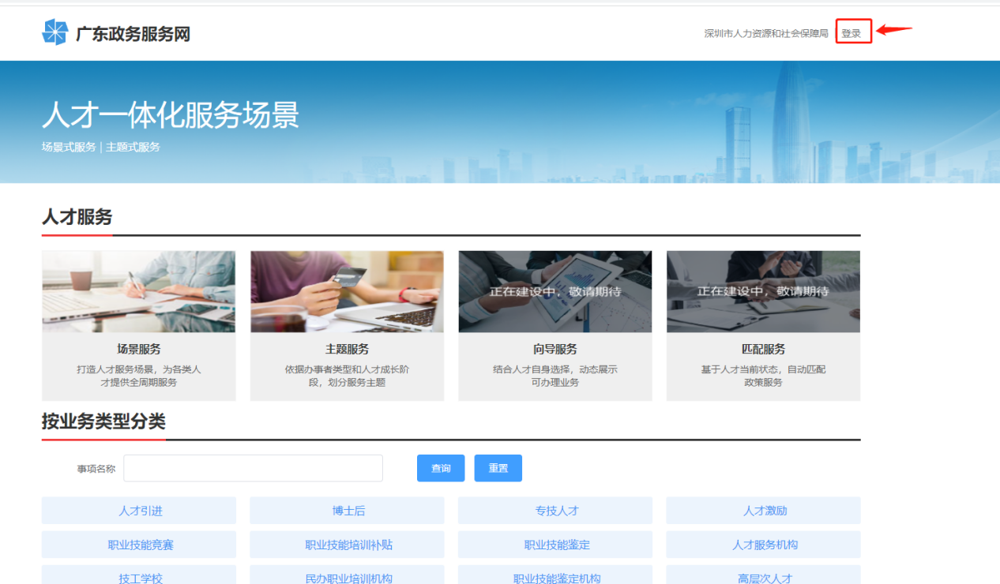 广东政务服务网
深圳市人力资源和社会保障局 登录
人才一体化服务场景
场景式服务 | 主题式服务
人才服务
正在建设中，敬请期待
正在建设中，敬请期待
场景服务
打造人才服务场景，为各类人
才提供全周期服务
主题服务
依据办事者类型和人才成长阶
段，划分服务主题
向导服务
结合人才自身选择，动态展示
可办理业务
匹配服务
基于人才当前状态，自动匹配
政策服务
按业务类型分类
事项名称 查询 重置
人才引进 博士后 专技人才 人才激励
职业技能竞赛 职业技能培训补贴 职业技能鉴定 人才服务机构
技工学校 民办职业培训机构 职业技能鉴定机构 高层次人才